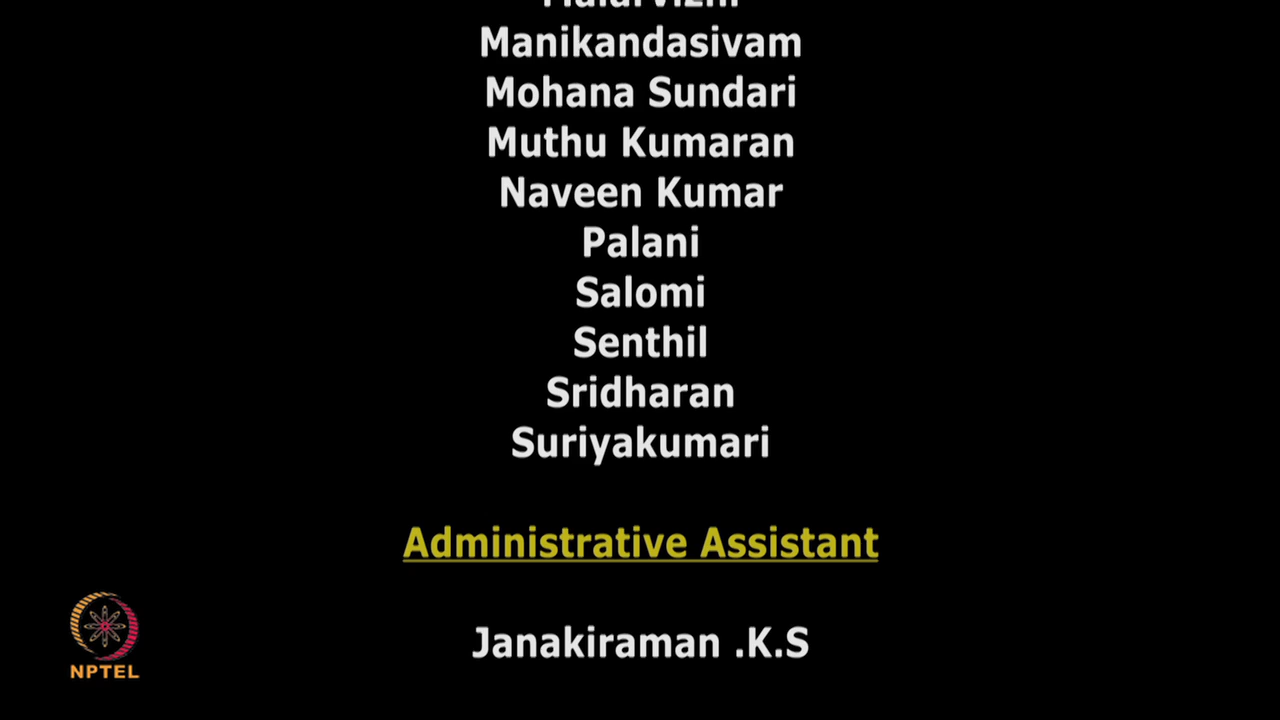 Manikandasivam
Mohana Sundari
Muthu Kumaran
Naveen Kumar
Palani
Salomi
Senthil
Sridharan
Suriyakumari
Administrative Assistant
Janakiraman .K.S
NPTEL